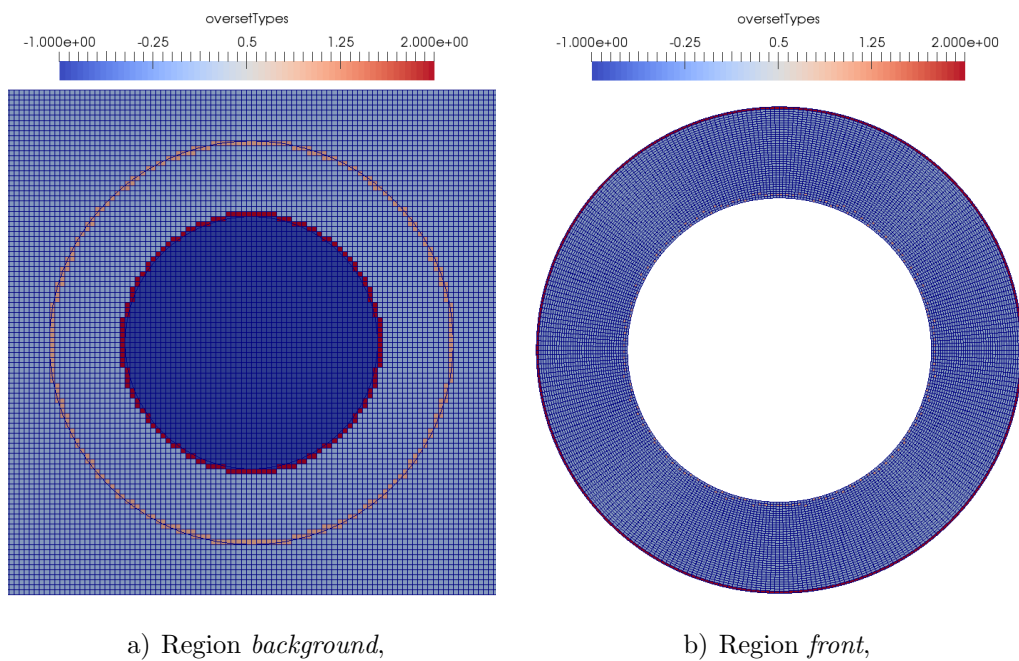 oversetTypes
-1.000e+00 -0.25 0.5 1.25 2.000e+00
oversetTypes
-1.000e+00 -0.25 0.5 1.25 2.000e+00
a) Region background,
b) Region front,